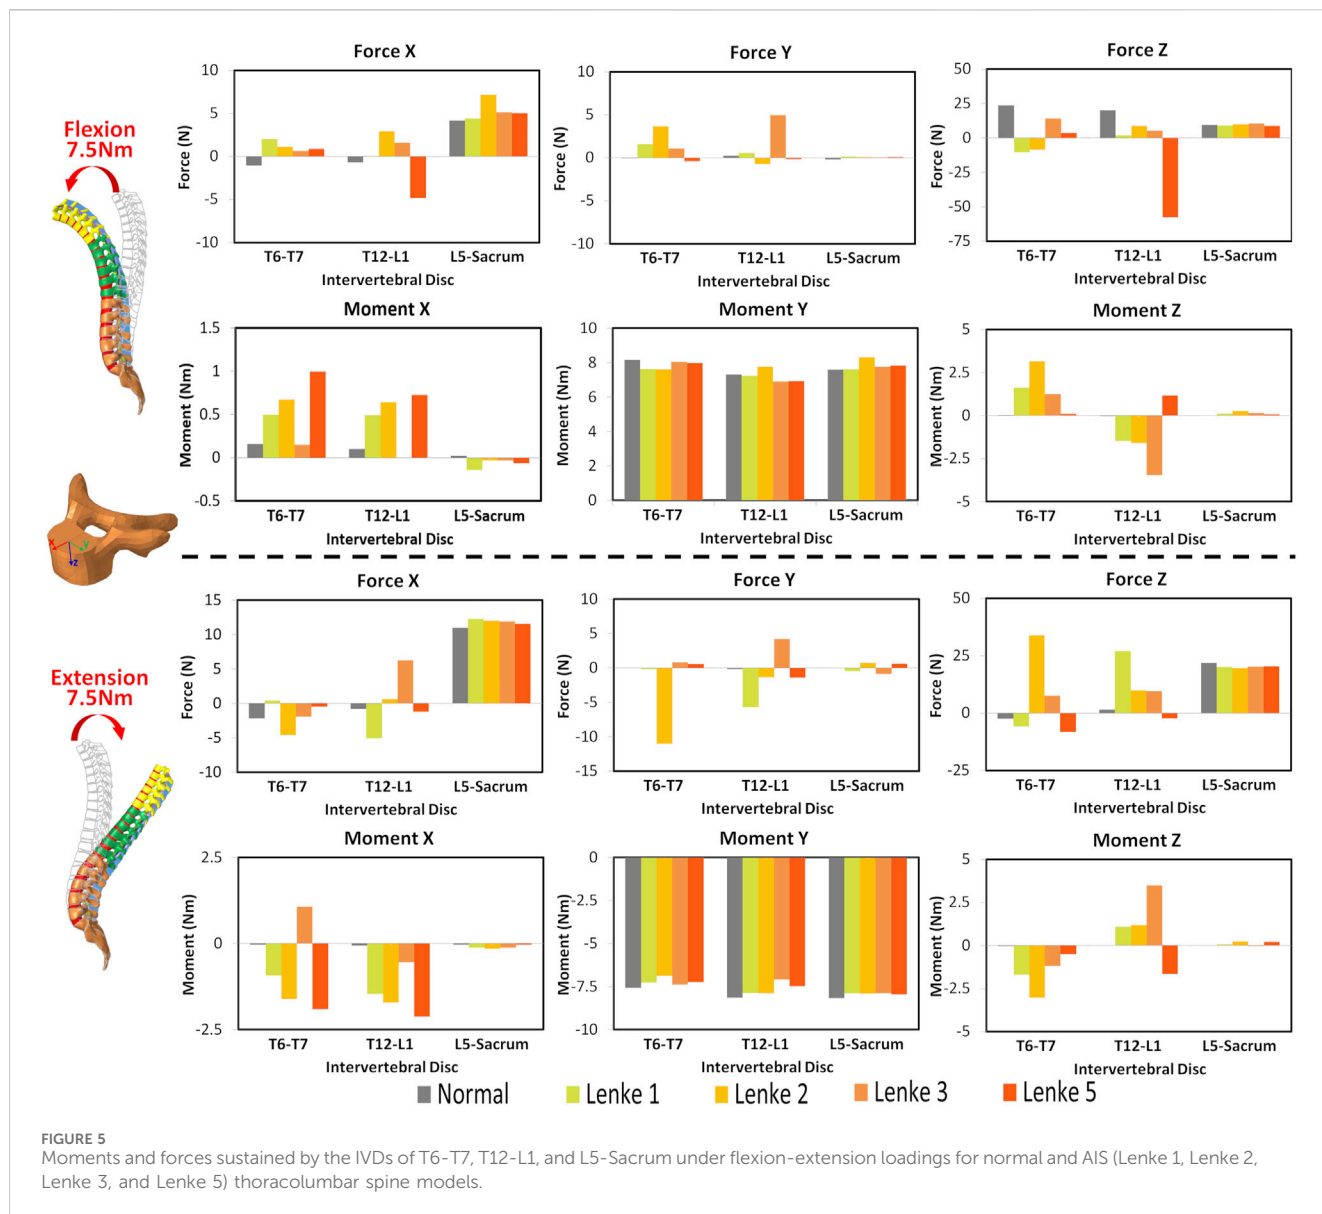 Flexion
7.5Nm
Force X
Force (N)
10
5
0
-5
-10
T6-T7 T12-L1 L5-Sacrum
Intervertebral Disc
Force Y
Force (N)
10
5
0
-5
-10
T6-T7 T12-L1 L5-Sacrum
Intervertebral Disc
Force Z
Force (N)
50
25
0
-25
-50
-75
T6-T7 T12-L1 L5-Sacrum
Intervertebral Disc
Moment X
Moment (Nm)
1.5
1
0.5
0
-0.5
T6-T7 T12-L1 L5-Sacrum
Intervertebral Disc
Moment Y
Moment (Nm)
10
8
6
4
2
0
T6-T7 T12-L1 L5-Sacrum
Intervertebral Disc
Moment Z
Moment (Nm)
5
2.5
0
-2.5
-5
T6-T7 T12-L1 L5-Sacrum
Intervertebral Disc
x y
z
Extension
7.5Nm
Force X
Force (N)
15
10
5
0
-5
-10
T6-T7 T12-L1 L5-Sacrum
Intervertebral Disc
Force Y
Force (N)
10
5
0
-5
-10
-15
T6-T7 T12-L1 L5-Sacrum
Intervertebral Disc
Force Z
Force (N)
50
25
0
-25
T6-T7 T12-L1 L5-Sacrum
Intervertebral Disc
Moment X
Moment (Nm)
2.5
0
-2.5
T6-T7 T12-L1 L5-Sacrum
Intervertebral Disc
Moment Y
Moment (Nm)
0
-2.5
-5
-7.5
-10
T6-T7 T12-L1 L5-Sacrum
Intervertebral Disc
Moment Z
Moment (Nm)
5
2.5
0
-2.5
-5
T6-T7 T12-L1 L5-Sacrum
Intervertebral Disc
Normal Lenke 1 Lenke 2 Lenke 3 Lenke 5
FIGURE 5
Moments and forces sustained by the IVDs of T6-T7, T12-L1, and L5-Sacrum under flexion-extension loadings for normal and AIS (Lenke 1, Lenke 2,
Lenke 3, and Lenke 5) thoracolumbar spine models.